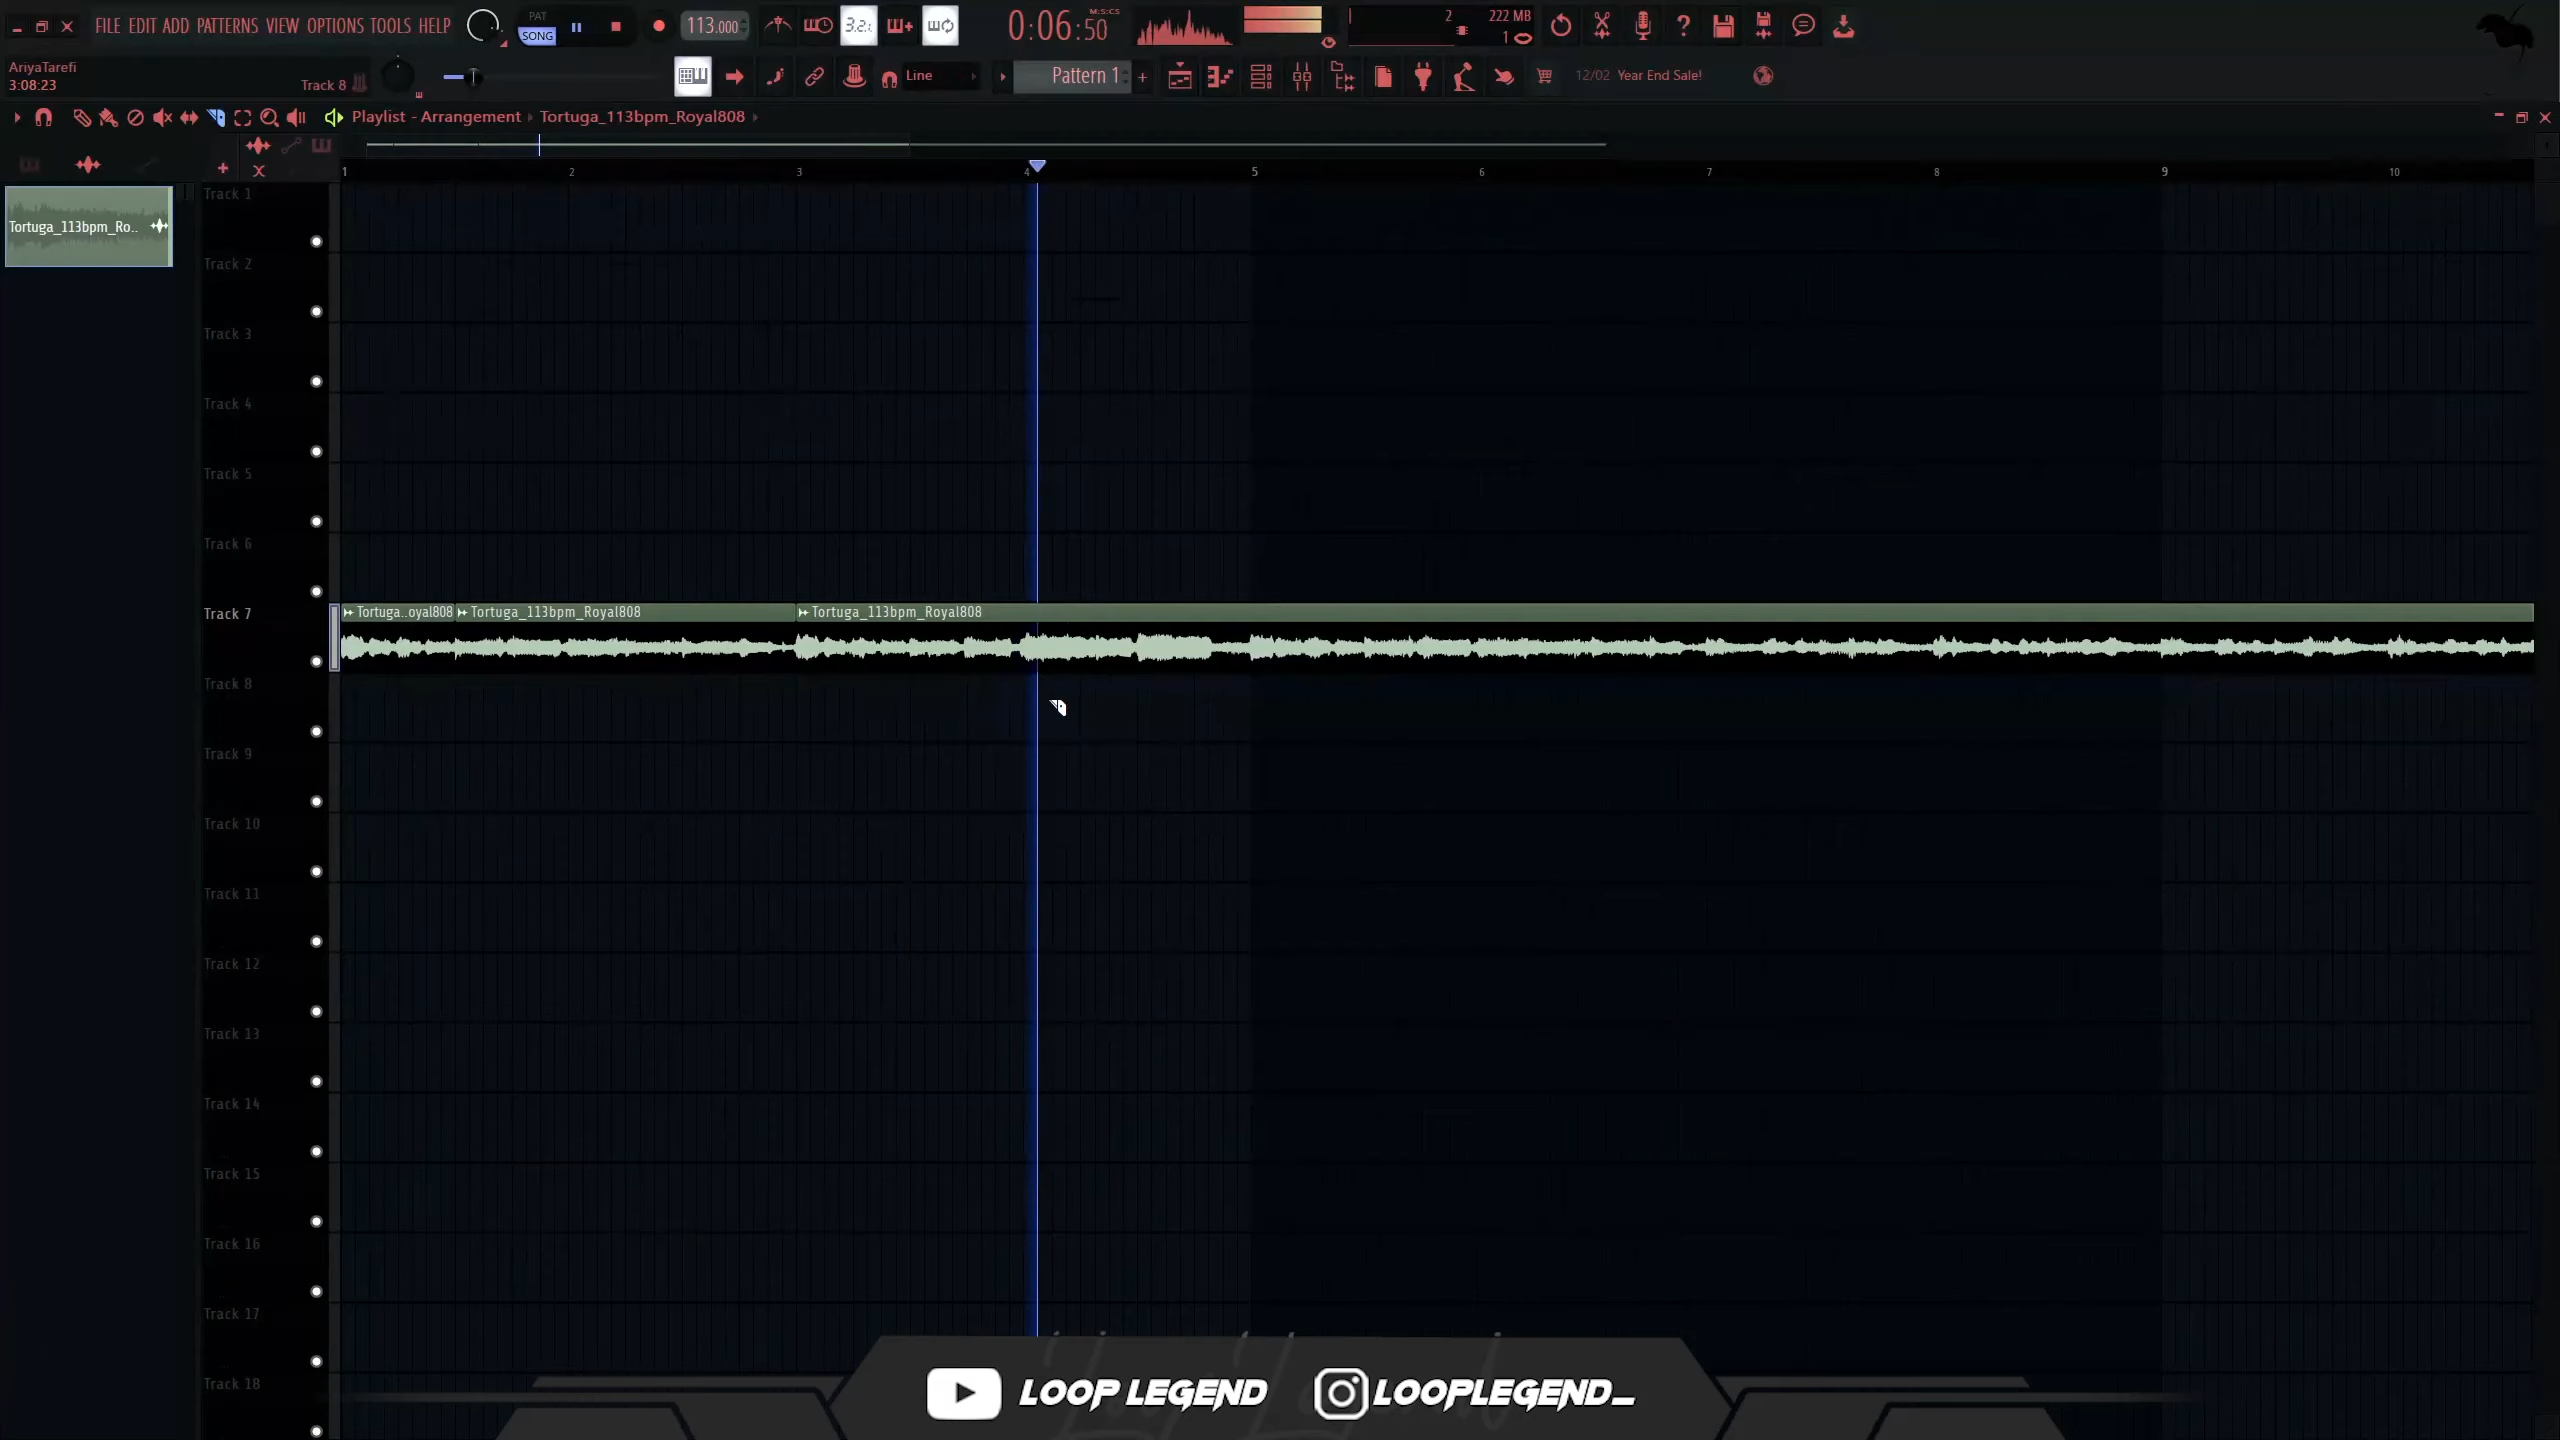 FILE EDIT ADD PATTERNS VIEW OPTIONS TOOLS HELP
PAT
SONG
113.000
3.2.
0:06:50
M:S:CS
2
222 MB
1
AriyaTarefi
3:08:23
Track 8
Line
Pattern 1
12/02 Year End Sale!
Playlist - Arrangement
Tortuga_113bpm_Royal808
1 2 3 4 5 6 7 8 9 10
Tortuga_113bpm_Ro..
Track 1
Track 2
Track 3
Track 4
Track 5
Track 6
Track 7
Tortuga..oyal808
Tortuga_113bpm_Royal808
Tortuga_113bpm_Royal808
Track 8
Track 9
Track 10
Track 11
Track 12
Track 13
Track 14
Track 15
Track 16
Track 17
Track 18
LOOP LEGEND
LOOPLEGEND_